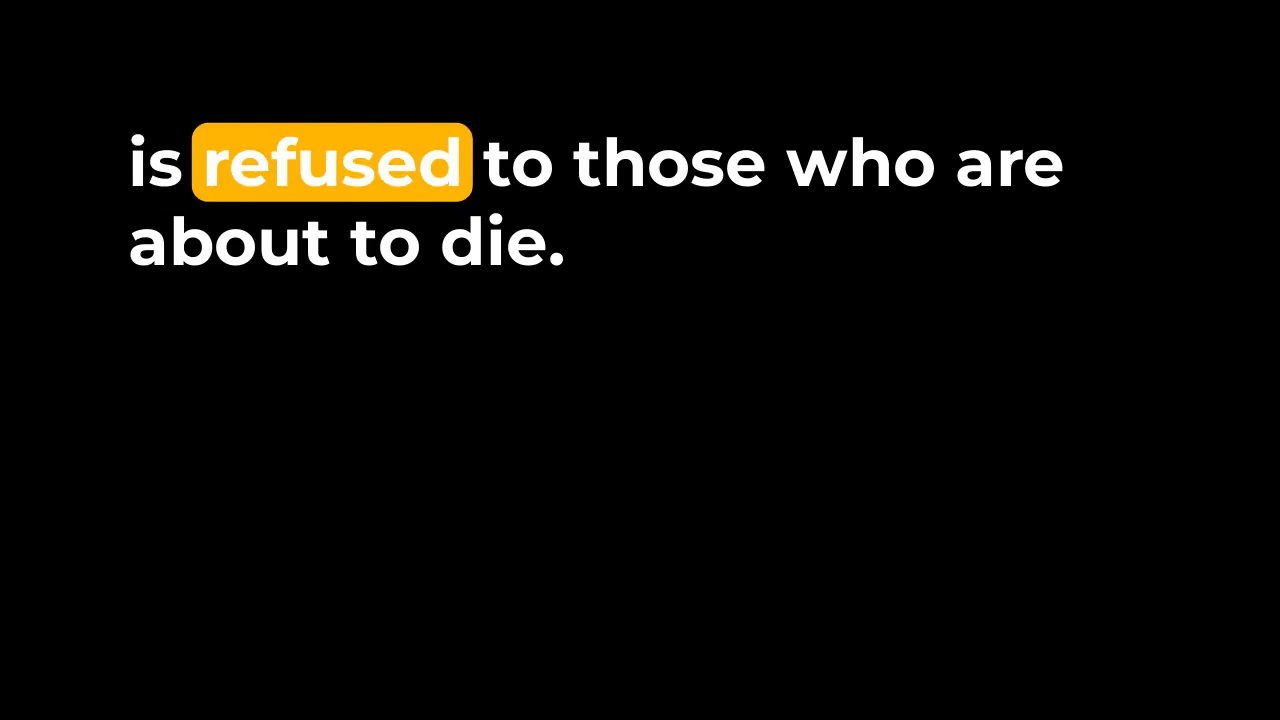 is refused to those who are
about to die.